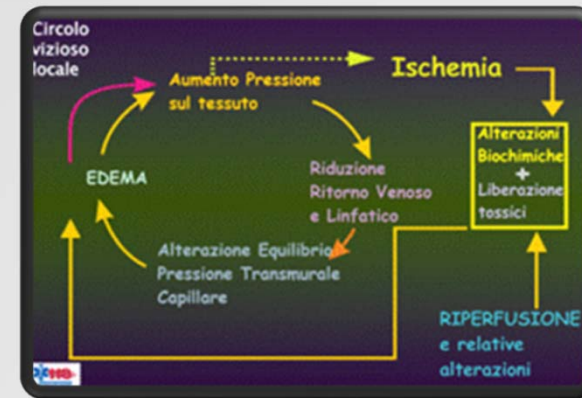 Circolo
vizioso
locale
Aumento Pressione
sul tessuto
Ischemia
Alterazioni
Biochimiche
+
Liberazione
tossici
EDEMA
Riduzione
Ritorno Venoso
e Linfatico
Alterazione Equilibrio
Pressione Transmurale
Capillare
RIPERFUSIONE
e relative
alterazioni